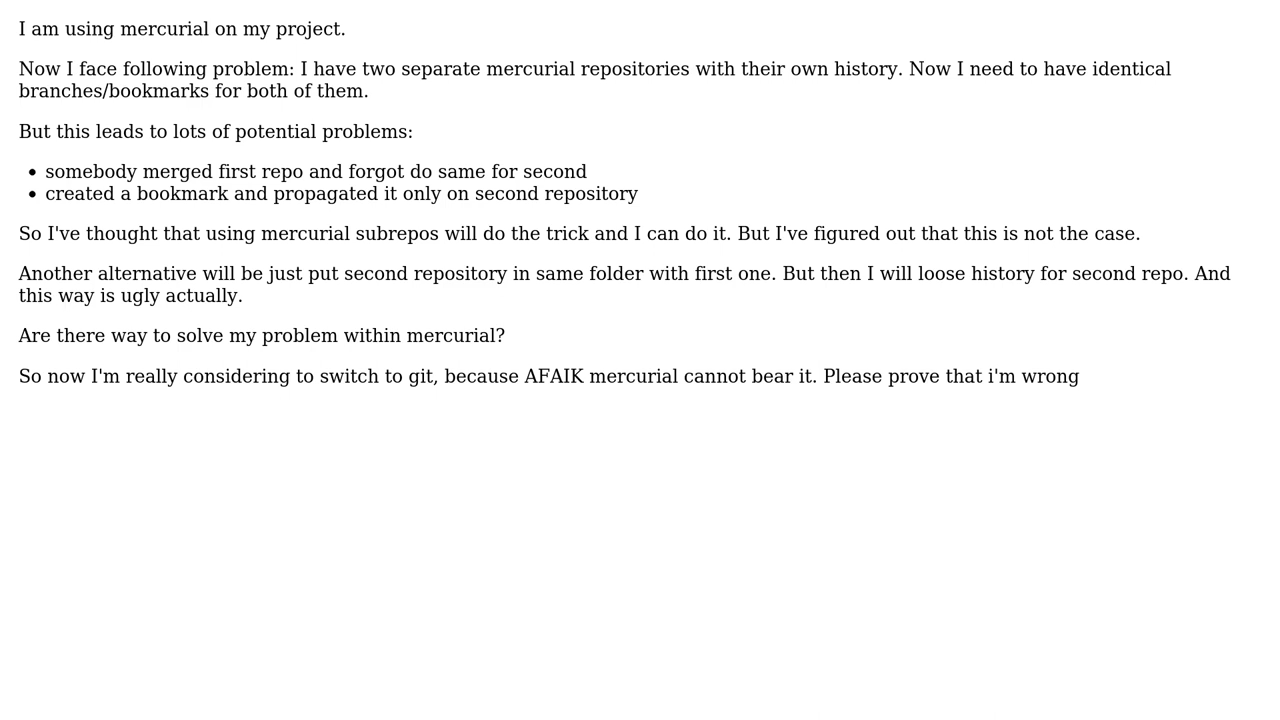 I am using mercurial on my project.
Now I face following problem: I have two separate mercurial repositories with their own history. Now I need to have identical
branches/bookmarks for both of them.
But this leads to lots of potential problems:
• somebody merged first repo and forgot do same for second
• created a bookmark and propagated it only on second repository
So I've thought that using mercurial subrepos will do the trick and I can do it. But I've figured out that this is not the case.
Another alternative will be just put second repository in same folder with first one. But then I will loose history for second repo. And
this way is ugly actually.
Are there way to solve my problem within mercurial?
So now I'm really considering to switch to git, because AFAIK mercurial cannot bear it. Please prove that i'm wrong